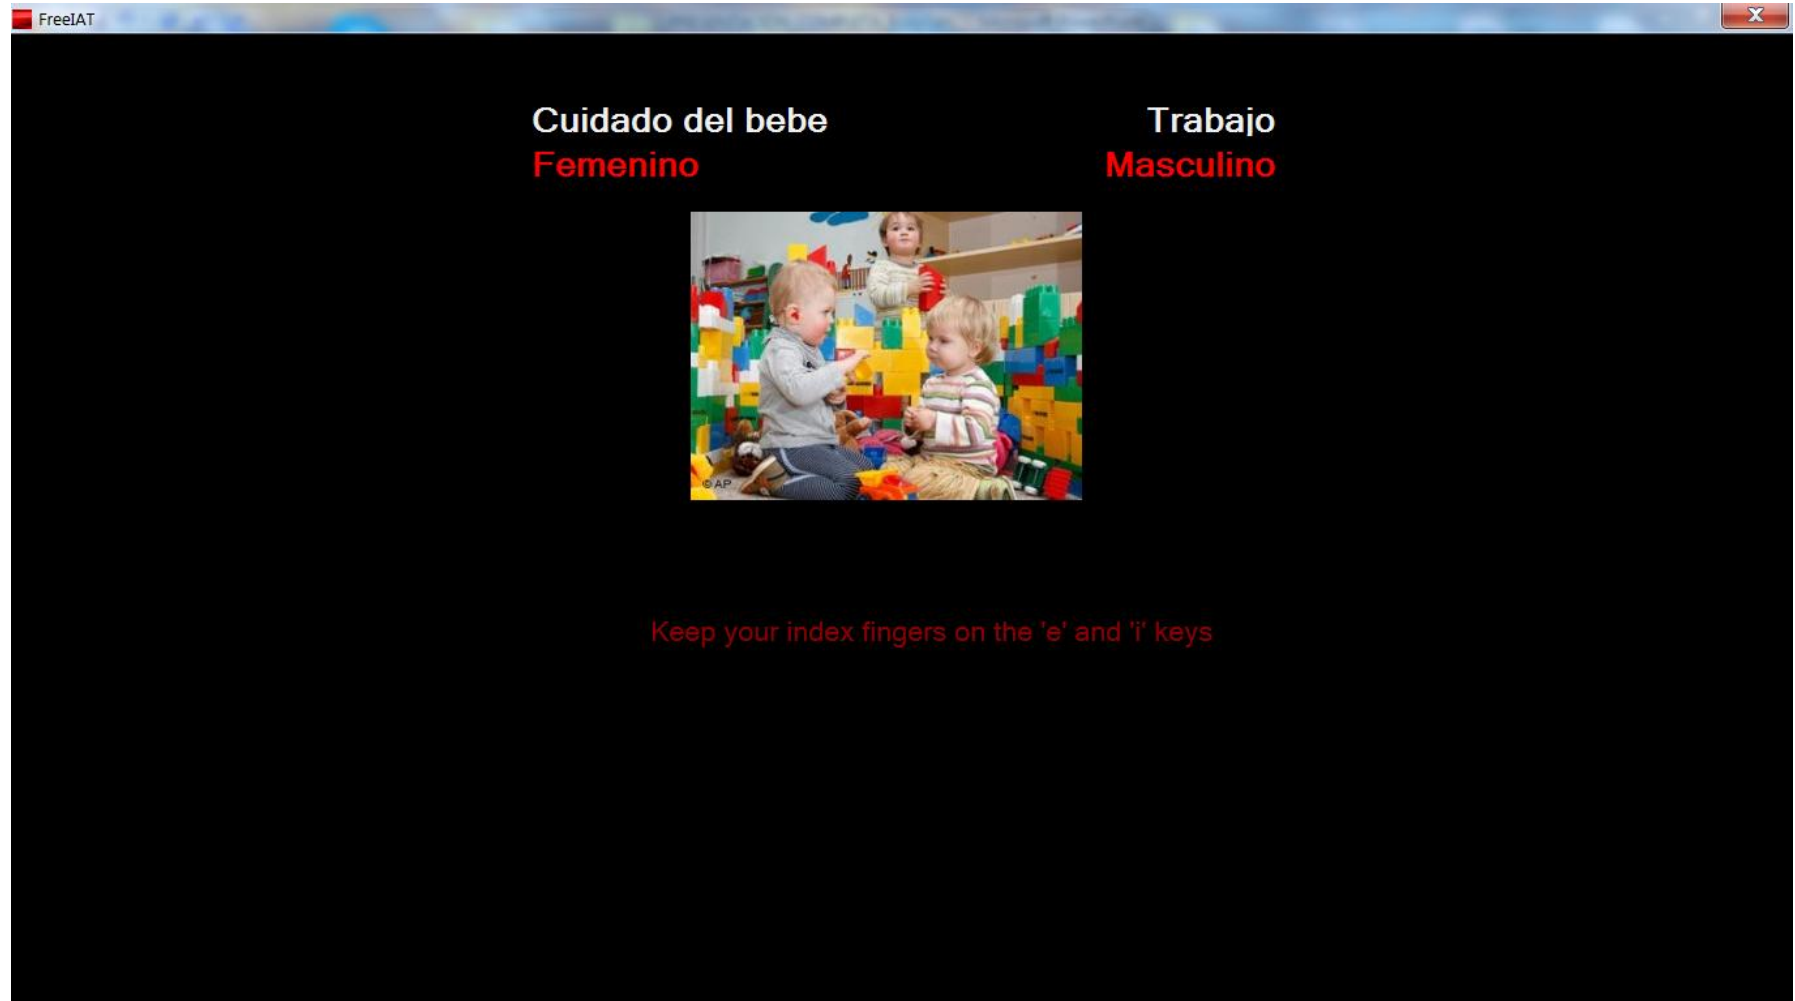 FreeIAT
X
Cuidado del bebe Trabajo
Femenino Masculino
© AP
Keep your index fingers on the 'e' and 'i' keys